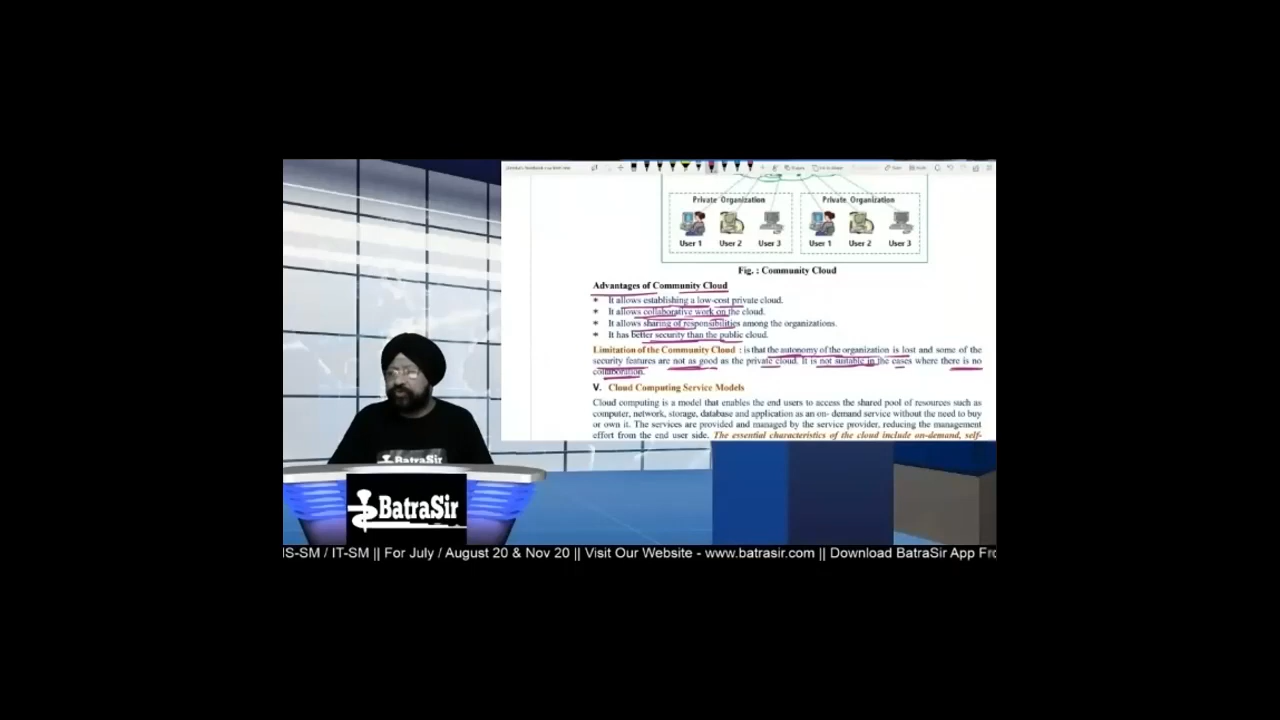 Private Organization
Private Organization
User 1 User 2 User 3
User 1 User 2 User 3
Fig. : Community Cloud
Advantages of Community Cloud
* It allows establishing a low-cost private cloud.
* It allows collaborative work on the cloud.
* It allows sharing of responsibilities among the organizations.
* It has better security than the public cloud.
Limitation of the Community Cloud : is that the autonomy of the organization is lost and some of the
security features are not as good as the private cloud. It is not suitable in the cases where there is no
collaboration.
V. Cloud Computing Service Models
Cloud computing is a model that enables the end users to access the shared pool of resources such as
computer, network, storage, database and application as an on- demand service without the need to buy
or own it. The services are provided and managed by the service provider, reducing the management
effort from the end user side. The essential characteristics of the cloud include on-demand, self-
BatraSir
BatraSir
IS-SM / IT-SM || For July / August 20 & Nov 20 || Visit Our Website - www.batrasir.com || Download BatraSir App Fro